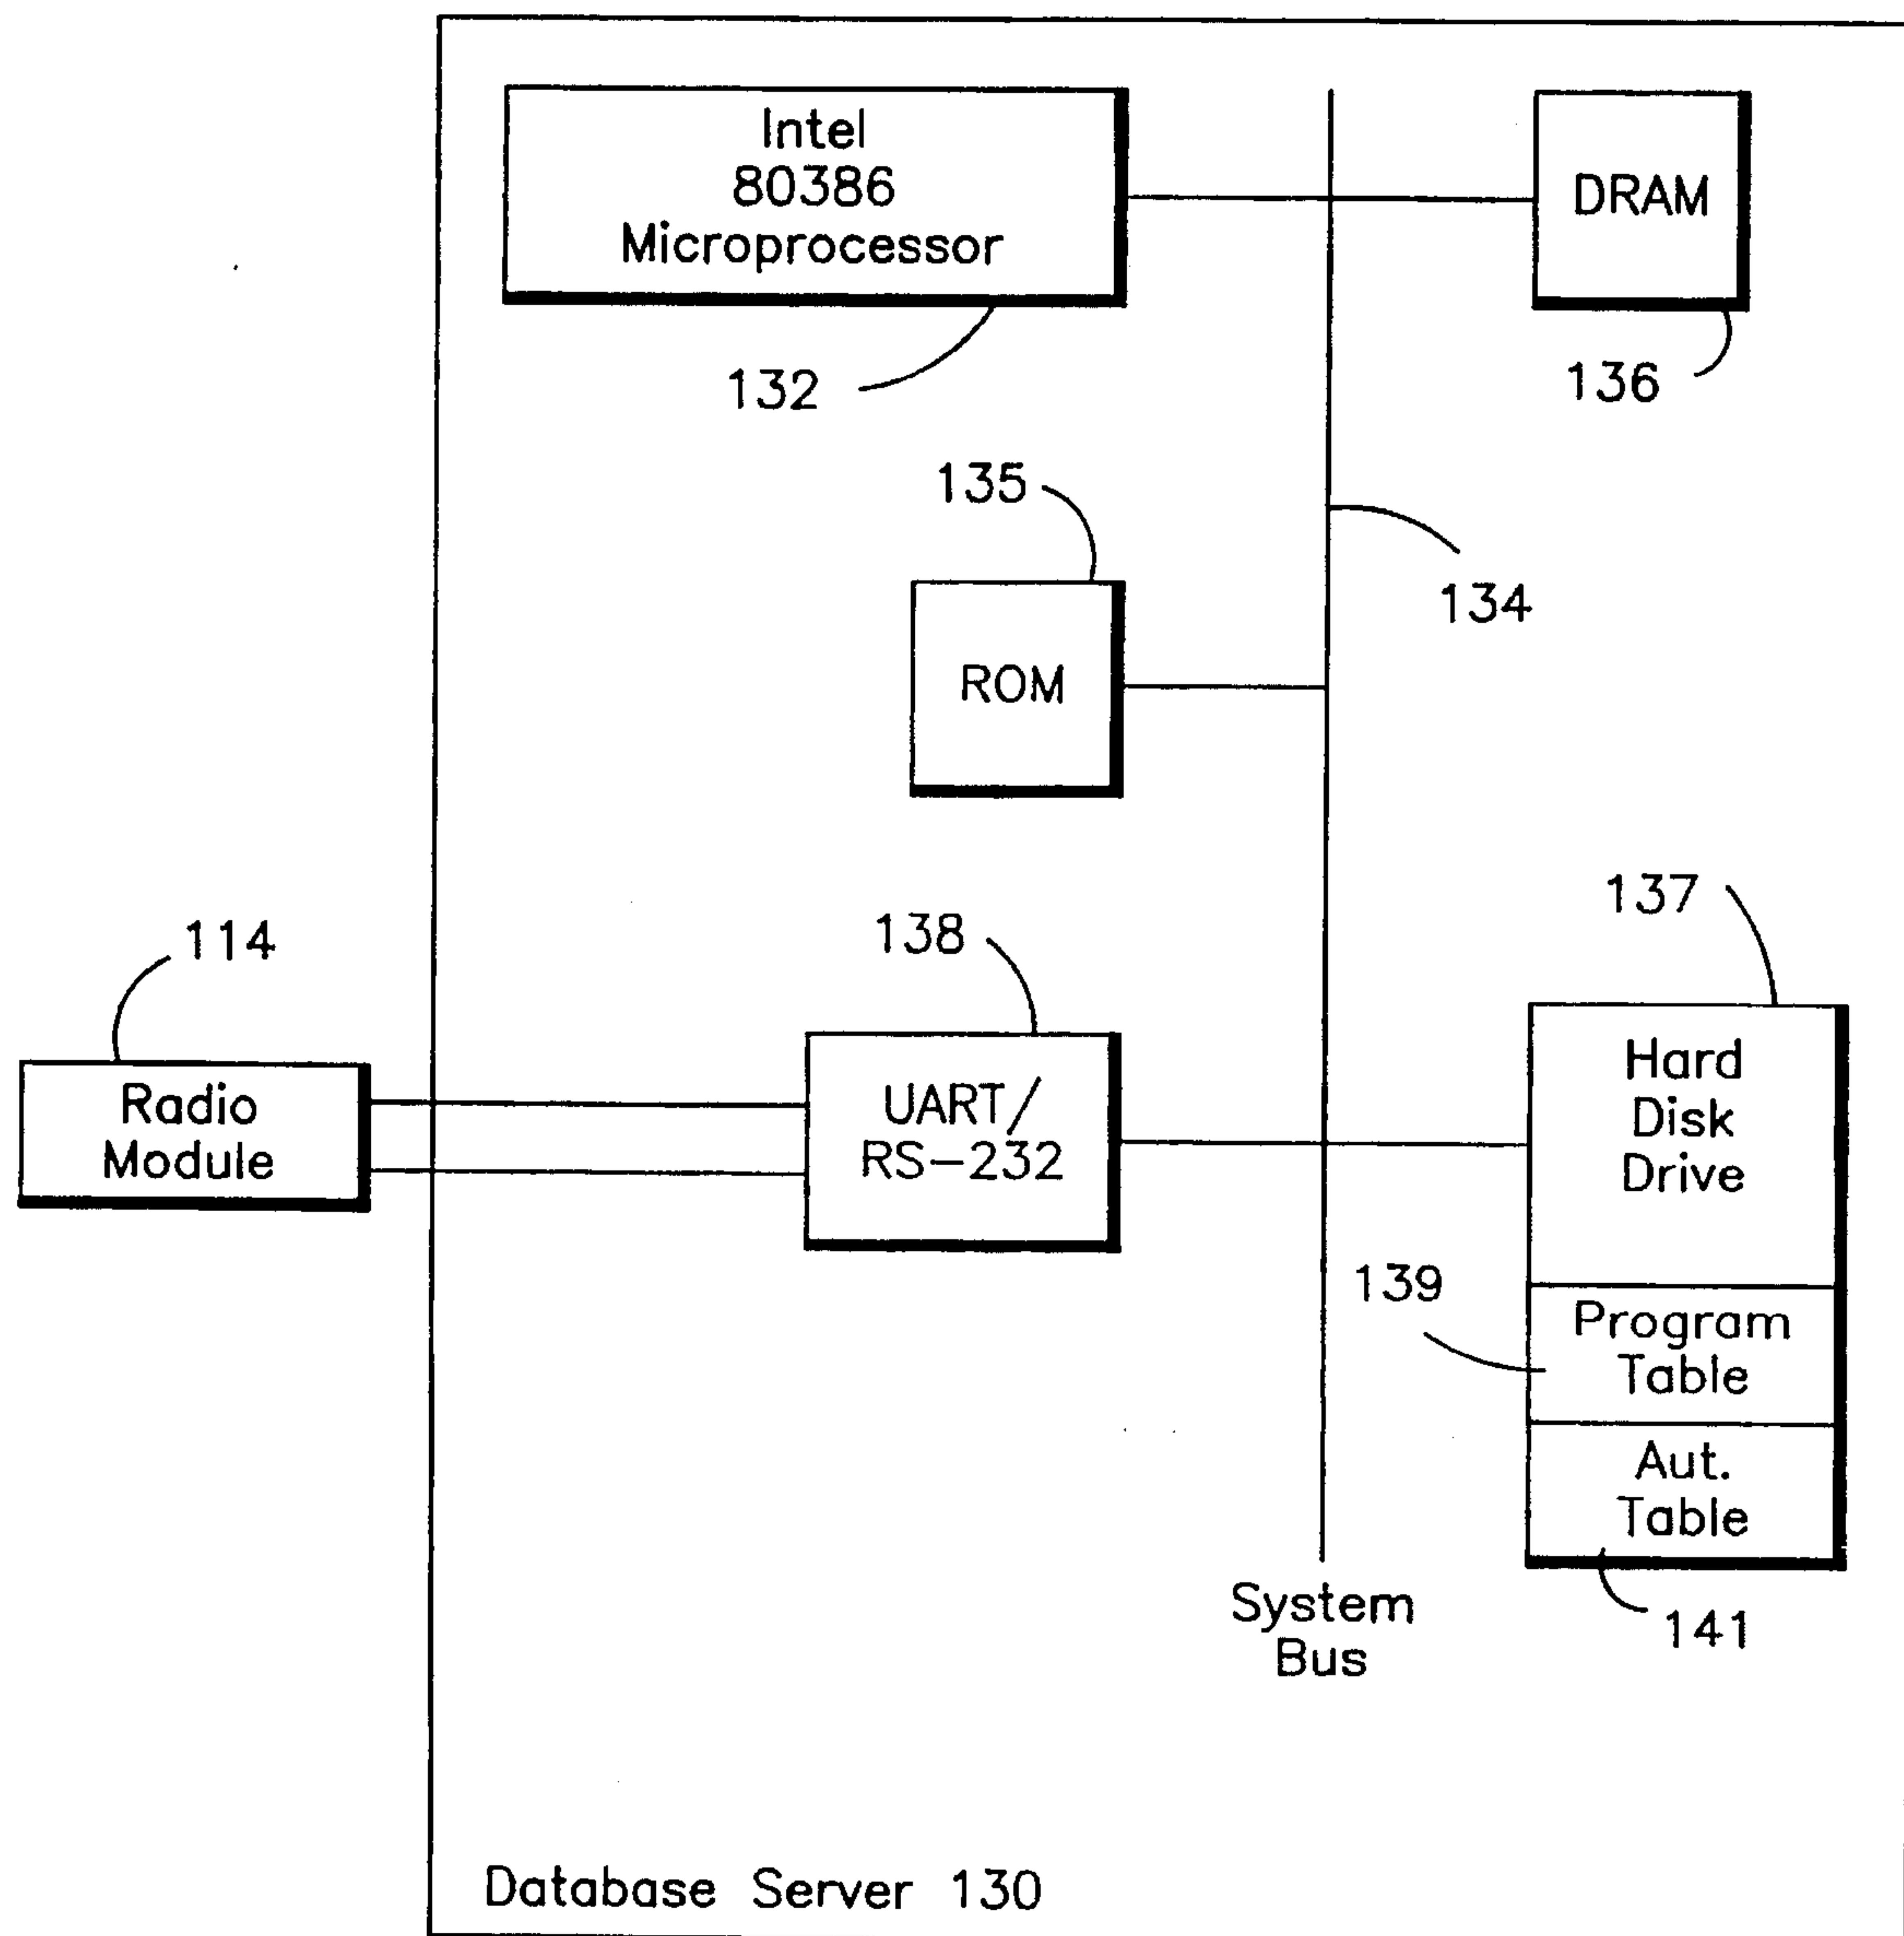 Intel
80386
Microprocessor
132
DRAM
136
135
ROM
134
114
Radio
Module
138
UART/
RS-232
137
Hard
Disk
Drive
139
Program
Table
Aut.
Table
141
System
Bus
Database Server 130